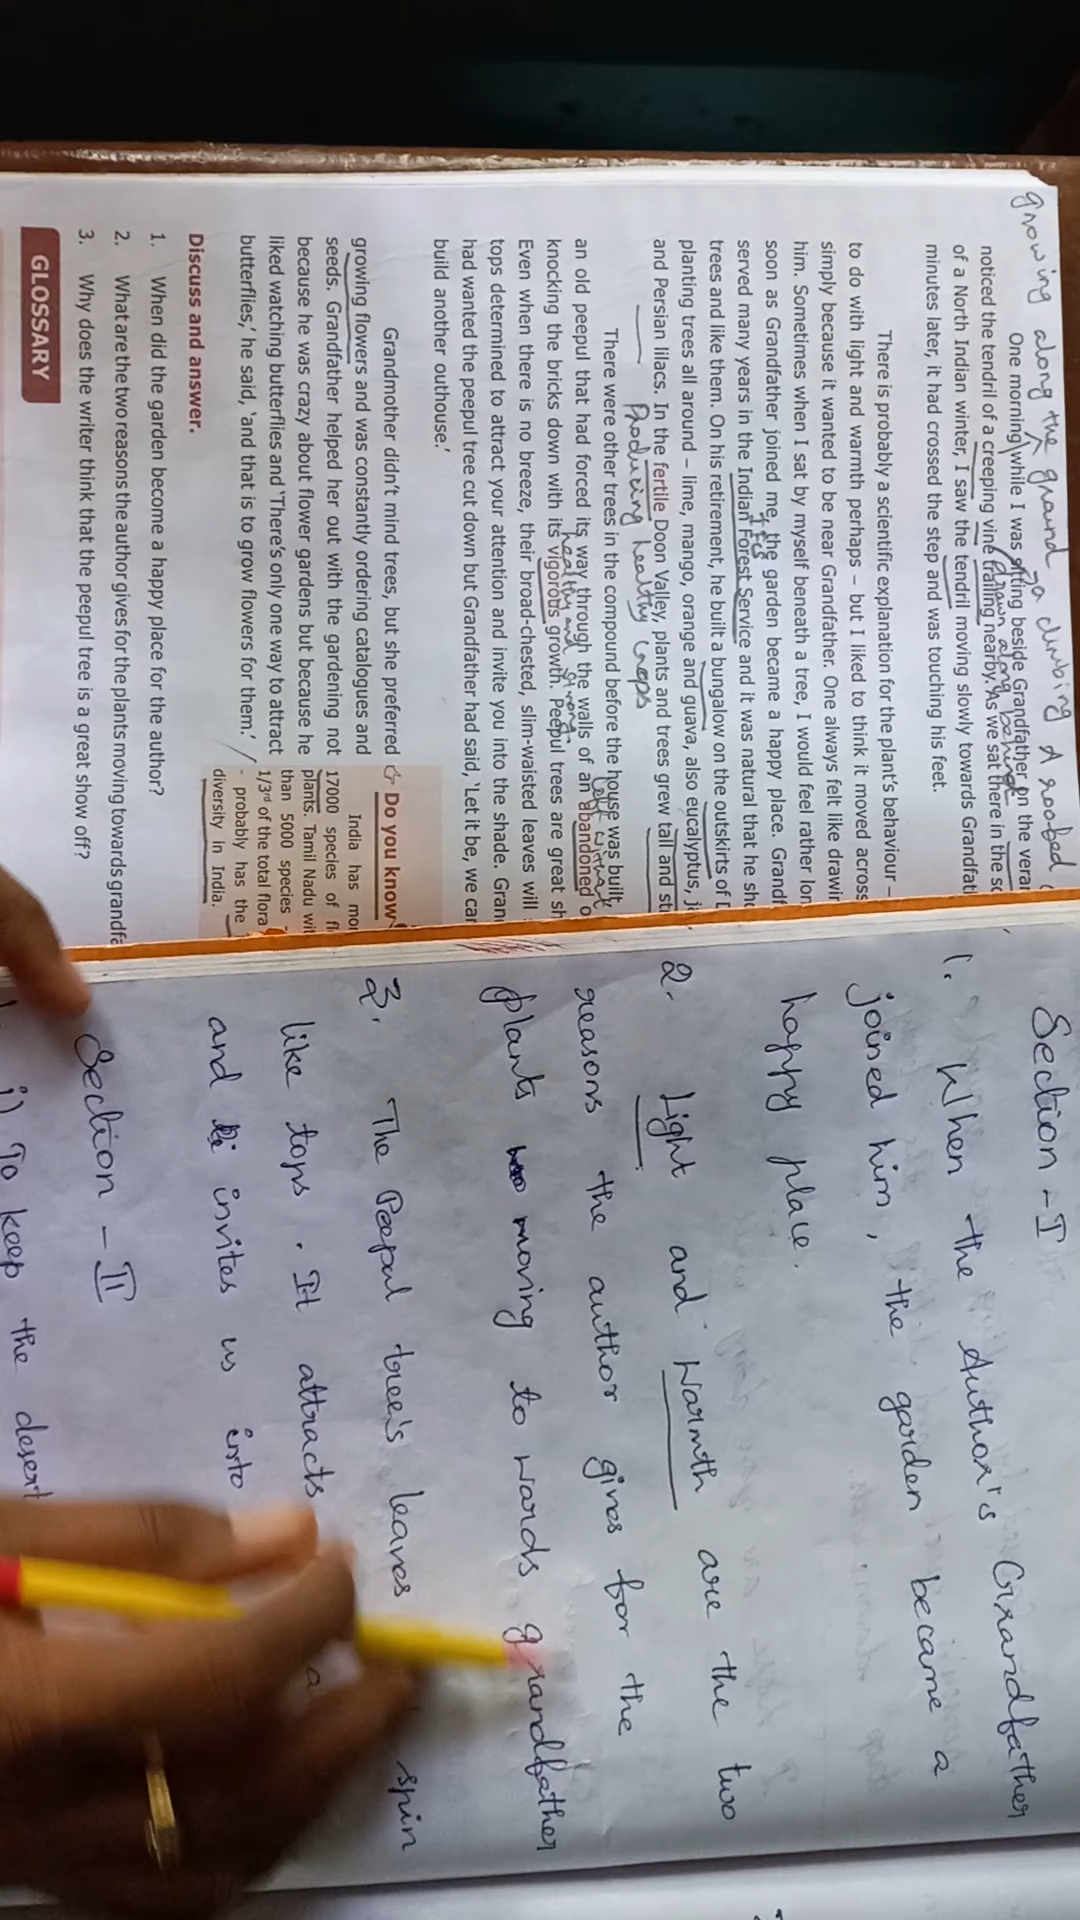 growing along the ground - a climbing A roobed
One morning while I was sitting beside Grandfather on the veran
noticed the tendril of a creeping vine trailing nearby. As we sat there in the so
drawn along behind
of a North Indian winter, I saw the tendril moving slowly towards Grandfat
minutes later, it had crossed the step and was touching his feet.
There is probably a scientific explanation for the plant's behaviour –
to do with light and warmth perhaps – but I liked to think it moved across
simply because it wanted to be near Grandfather. One always felt like drawin
him. Sometimes when I sat by myself beneath a tree, I would feel rather lon
soon as Grandfather joined me, the garden became a happy place. Grandf
served many years in the Indian Forest Service and it was natural that he sho
trees and like them. On his retirement, he built a bungalow on the outskirts of D
planting trees all around – lime, mango, orange and guava, also eucalyptus, ja
and Persian lilacs. In the fertile Doon Valley, plants and trees grew tall and st
Producing healthy crops
There were other trees in the compound before the house was built,
left without
an old peepul that had forced its way through the walls of an abandoned o
healthy and strong
knocking the bricks down with its vigorous growth. Peepul trees are great sh
Even when there is no breeze, their broad-chested, slim-waisted leaves will s
tops determined to attract your attention and invite you into the shade. Gran
had wanted the peepul tree cut down but Grandfather had said, 'Let it be, we can
build another outhouse.'
Grandmother didn't mind trees, but she preferred
growing flowers and was constantly ordering catalogues and
seeds. Grandfather helped her out with the gardening not
because he was crazy about flower gardens but because he
liked watching butterflies and 'There's only one way to attract
butterflies,' he said, 'and that is to grow flowers for them.'
Do you know
India has mo
17000 species of fl
plants. Tamil Nadu wit
than 5000 species
1/3rd of the total flora
- probably has the
diversity in India.
Discuss and answer.
1. When did the garden become a happy place for the author?
2. What are the two reasons the author gives for the plants moving towards grandfa
3. Why does the writer think that the peepul tree is a great show off?
GLOSSARY
Section - I
1. When the Author's Grandfather
joined him, the garden became a
happy place.
2. Light and Warmth are the two
reasons the author gives for the
plants moving to wards grandfather
3. The Peepal tree's leaves spin
like tops. It attracts
and invites us into
Section - II
i) To keep the desert